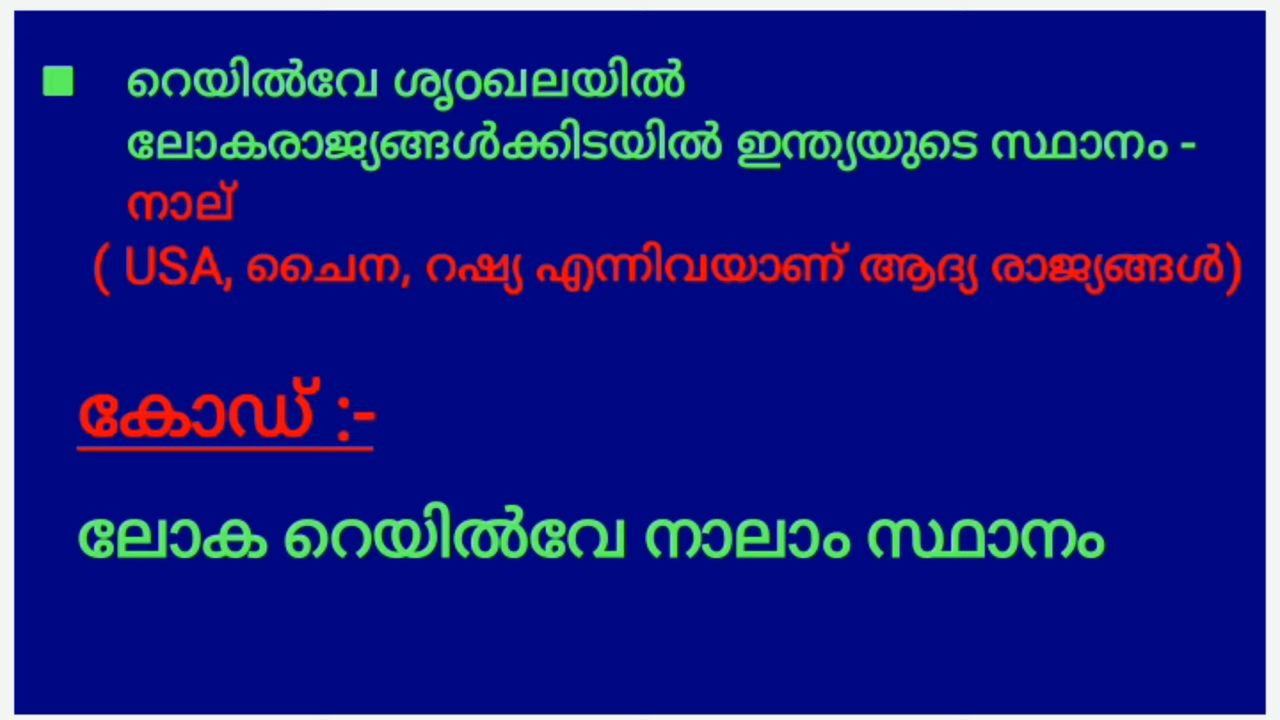 ■ റെയിൽവേ ശൃംഖലയിൽ
ലോകരാജ്യങ്ങൾക്കിടയിൽ ഇന്ത്യയുടെ സ്ഥാനം -
നാല്
( USA, ചൈന, റഷ്യ എന്നിവയാണ് ആദ്യ രാജ്യങ്ങൾ)
കോഡ് :-
ലോക റെയിൽവേ നാലാം സ്ഥാനം